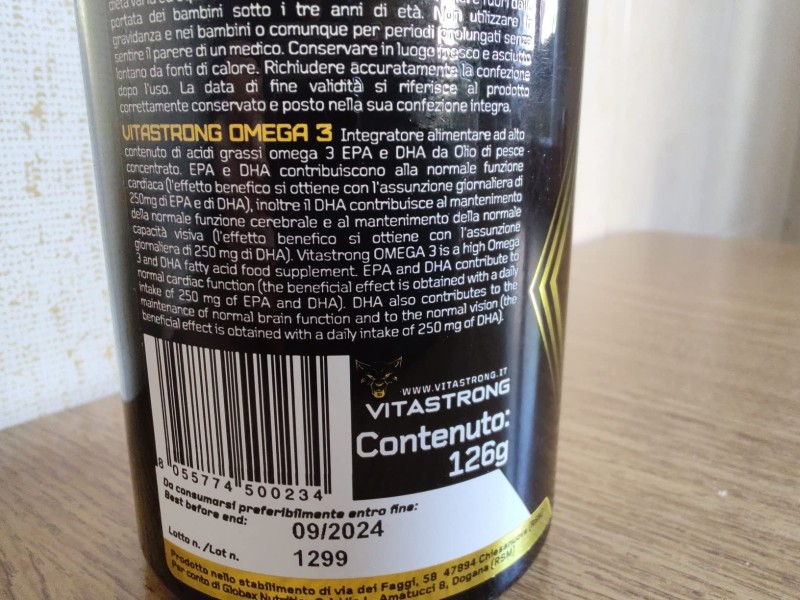 portata dei bambini sotto i tre anni di età. Non utilizzare in
gravidanza e nei bambini o comunque per periodi prolungati senza
sentire il parere di un medico. Conservare in luogo fresco e asciutto
lontano da fonti di calore. Richiudere accuratamente la confezione
dopo l'uso. La data di fine validità si riferisce al prodotto
correttamente conservato e posto nella sua confezione integra.
VITASTRONG OMEGA 3 Integratore alimentare ad alto
contenuto di acidi grassi omega 3 EPA e DHA da Olio di pesce
concentrato. EPA e DHA contribuiscono alla normale funzione
cardiaca (l'effetto benefico si ottiene con l'assunzione giornaliera di
250mg di EPA e di DHA), inoltre il DHA contribuisce al mantenimento
della normale funzione cerebrale e al mantenimento della normale
capacità visiva (l'effetto benefico si ottiene con l'assunzione
giornaliera di 250 mg di DHA). Vitastrong OMEGA 3 is a high Omega
3 and DHA fatty acid food supplement. EPA and DHA contribute to
normal cardiac function (the beneficial effect is obtained with a daily
intake of 250 mg of EPA and DHA). DHA also contributes to the
maintenance of normal brain function and to the normal vision (the
beneficial effect is obtained with a daily intake of 250 mg of DHA).
WWW.VITASTRONG.IT
VITASTRONG
Contenuto:
126g
8 055774 500234
Da consumarsi preferibilmente entro fine:
Best before end:
09/2024
Lotto n. /Lot n.
1299
Prodotto nello stabilimento di via dei Faggi, 58 47894 Chiesanuova (RSM)
Per conto di Globax Nutrition Amatucci 8, Dogana (RSM)